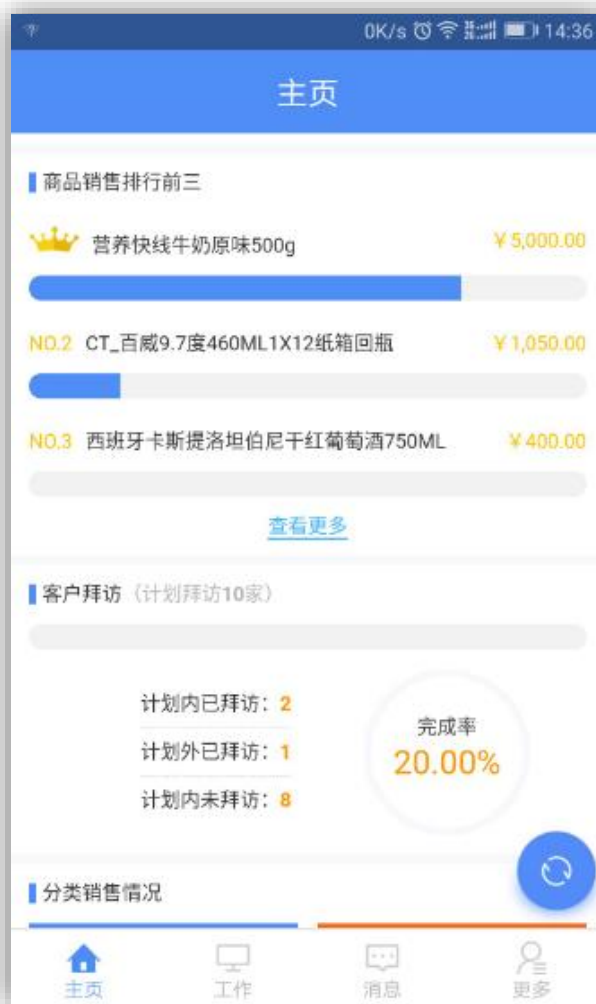 0K/s 14:36
主页
商品销售排行前三
营养快线牛奶原味500g ￥5,000.00
NO.2 CT_百威9.7度460ML1X12纸箱回瓶 ￥1,050.00
NO.3 西班牙卡斯提洛坦伯尼干红葡萄酒750ML ￥400.00
查看更多
客户拜访（计划拜访10家）
计划内已拜访：2
计划外已拜访：1
计划内未拜访：8
完成率
20.00%
分类销售情况
主页 工作 消息 更多